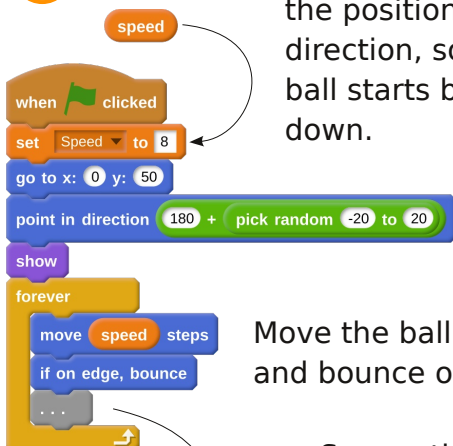 the position
direction, so
ball starts b
down.
speed
when clicked
set Speed to 8
go to x: 0 y: 50
point in direction 180 + pick random -20 to 20
show
forever
move speed steps
if on edge, bounce
. . .
Move the ball
and bounce o